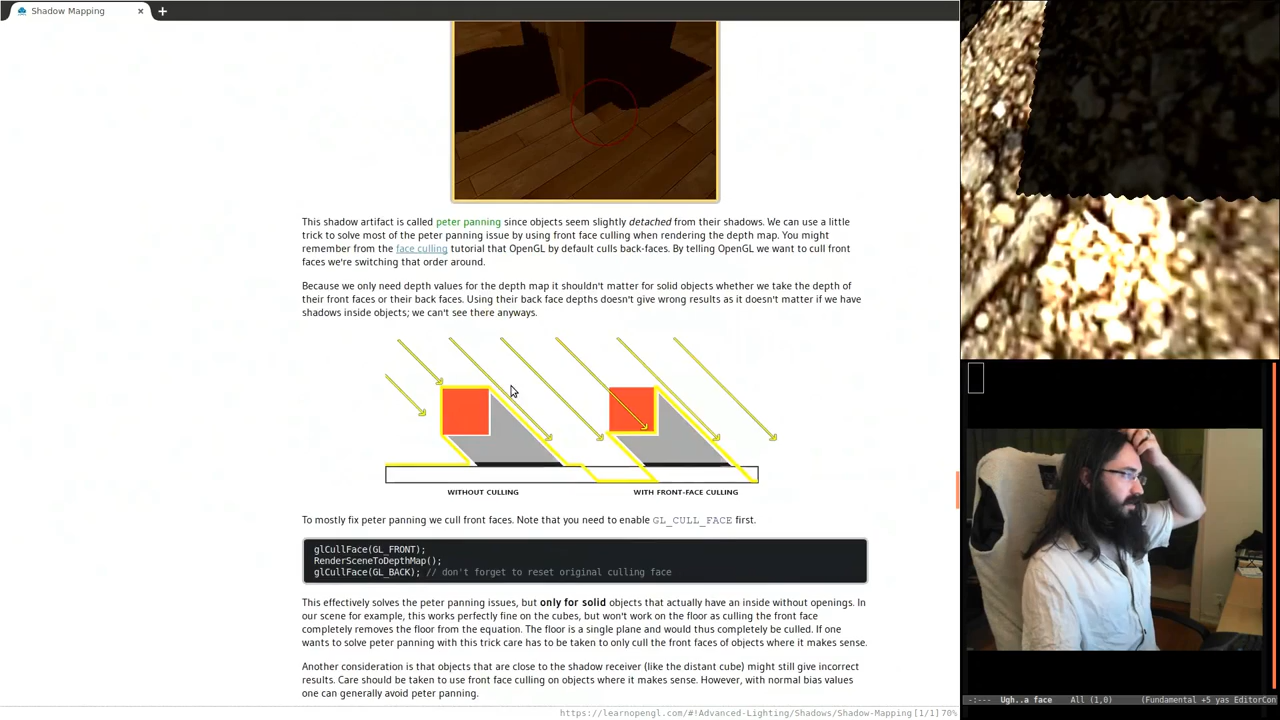 Shadow Mapping
This shadow artifact is called peter panning since objects seem slightly detached from their shadows. We can use a little
trick to solve most of the peter panning issue by using front face culling when rendering the depth map. You might
remember from the face culling tutorial that OpenGL by default culls back-faces. By telling OpenGL we want to cull front
faces we're switching that order around.
Because we only need depth values for the depth map it shouldn't matter for solid objects whether we take the depth of
their front faces or their back faces. Using their back face depths doesn't give wrong results as it doesn't matter if we have
shadows inside objects; we can't see there anyways.
WITHOUT CULLING
WITH FRONT-FACE CULLING
To mostly fix peter panning we cull front faces. Note that you need to enable GL_CULL_FACE first.
glCullFace(GL_FRONT);
RenderSceneToDepthMap();
glCullFace(GL_BACK); // don't forget to reset original culling face
This effectively solves the peter panning issues, but only for solid objects that actually have an inside without openings. In
our scene for example, this works perfectly fine on the cubes, but won't work on the floor as culling the front face
completely removes the floor from the equation. The floor is a single plane and would thus completely be culled. If one
wants to solve peter panning with this trick care has to be taken to only cull the front faces of objects where it makes sense.
Another consideration is that objects that are close to the shadow receiver (like the distant cube) might still give incorrect
results. Care should be taken to use front face culling on objects where it makes sense. However, with normal bias values
one can generally avoid peter panning.
https://learnopengl.com/#!Advanced-Lighting/Shadows/Shadow-Mapping [1/1] 70%
-:--- Ugh..a face All (1,0) (Fundamental +5 yas EditorCon